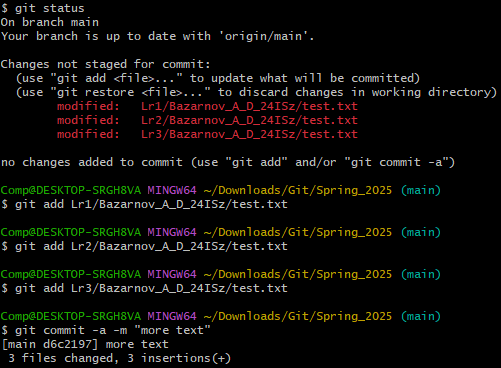 $ git status
On branch main
Your branch is up to date with 'origin/main'.
Changes not staged for commit:
(use "git add <file>..." to update what will be committed)
(use "git restore <file>..." to discard changes in working directory)
modified:   Lr1/Bazarnov_A_D_24ISz/test.txt
modified:   Lr2/Bazarnov_A_D_24ISz/test.txt
modified:   Lr3/Bazarnov_A_D_24ISz/test.txt
no changes added to commit (use "git add" and/or "git commit -a")
Comp@DESKTOP-SRGH8VA MINGW64 ~/Downloads/Git/Spring_2025 (main)
$ git add Lr1/Bazarnov_A_D_24ISz/test.txt
Comp@DESKTOP-SRGH8VA MINGW64 ~/Downloads/Git/Spring_2025 (main)
$ git add Lr2/Bazarnov_A_D_24ISz/test.txt
Comp@DESKTOP-SRGH8VA MINGW64 ~/Downloads/Git/Spring_2025 (main)
$ git add Lr3/Bazarnov_A_D_24ISz/test.txt
Comp@DESKTOP-SRGH8VA MINGW64 ~/Downloads/Git/Spring_2025 (main)
$ git commit -a -m "more text"
[main d6c2197] more text
3 files changed, 3 insertions(+)